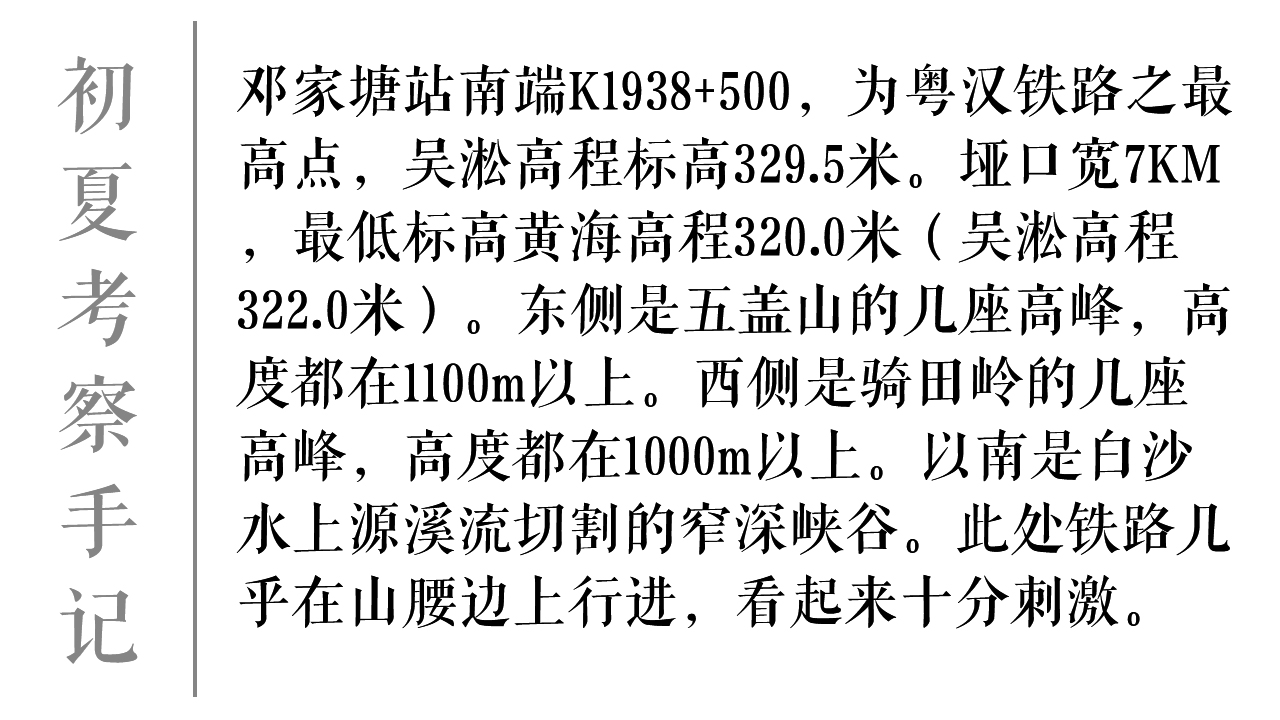 初夏考察手记
邓家塘站南端K1938+500，为粤汉铁路之最
高点，吴淞高程标高329.5米。垭口宽7KM
，最低标高黄海高程320.0米（吴淞高程
322.0米）。东侧是五盖山的几座高峰，高
度都在1100m以上。西侧是骑田岭的几座
高峰，高度都在1000m以上。以南是白沙
水上源溪流切割的窄深峡谷。此处铁路几
乎在山腰边上行进，看起来十分刺激。